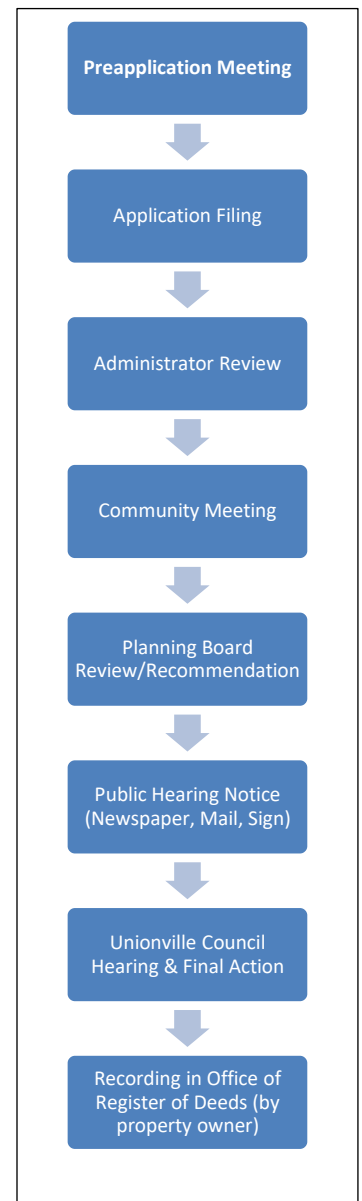 Preapplication Meeting
Application Filing
Administrator Review
Community Meeting
Planning Board
Review/Recommendation
Public Hearing Notice
(Newspaper, Mail, Sign)
Unionville Council
Hearing & Final Action
Recording in Office of
Register of Deeds (by
property owner)